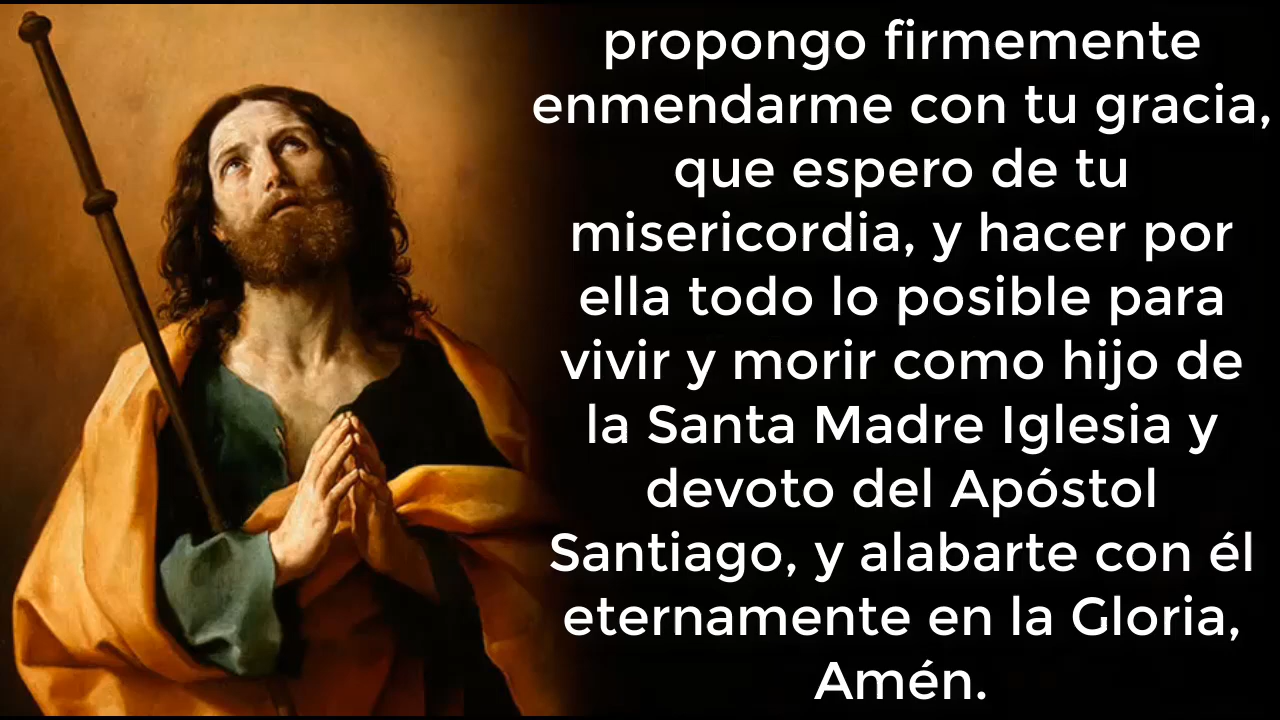 propongo firmemente
enmendarme con tu gracia,
que espero de tu
misericordia, y hacer por
ella todo lo posible para
vivir y morir como hijo de
la Santa Madre Iglesia y
devoto del Apóstol
Santiago, y alabarte con él
eternamente en la Gloria,
Amén.